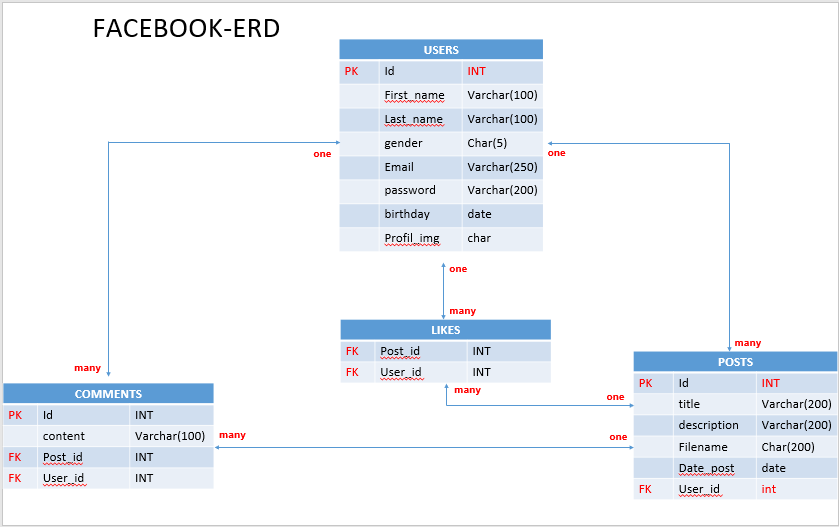 FACEBOOK-ERD
USERS
PK Id INT
First_name Varchar(100)
Last_name Varchar(100)
gender Char(5)
Email Varchar(250)
password Varchar(200)
birthday date
Profil_img char
one
one
one
many
LIKES
FK Post_id INT
FK User_id INT
many
one
many
COMMENTS
PK Id INT
content Varchar(100)
FK Post_id INT
FK User_id INT
many
one
many
POSTS
PK Id INT
title Varchar(200)
description Varchar(200)
Filename Char(200)
Date_post date
FK User_id int